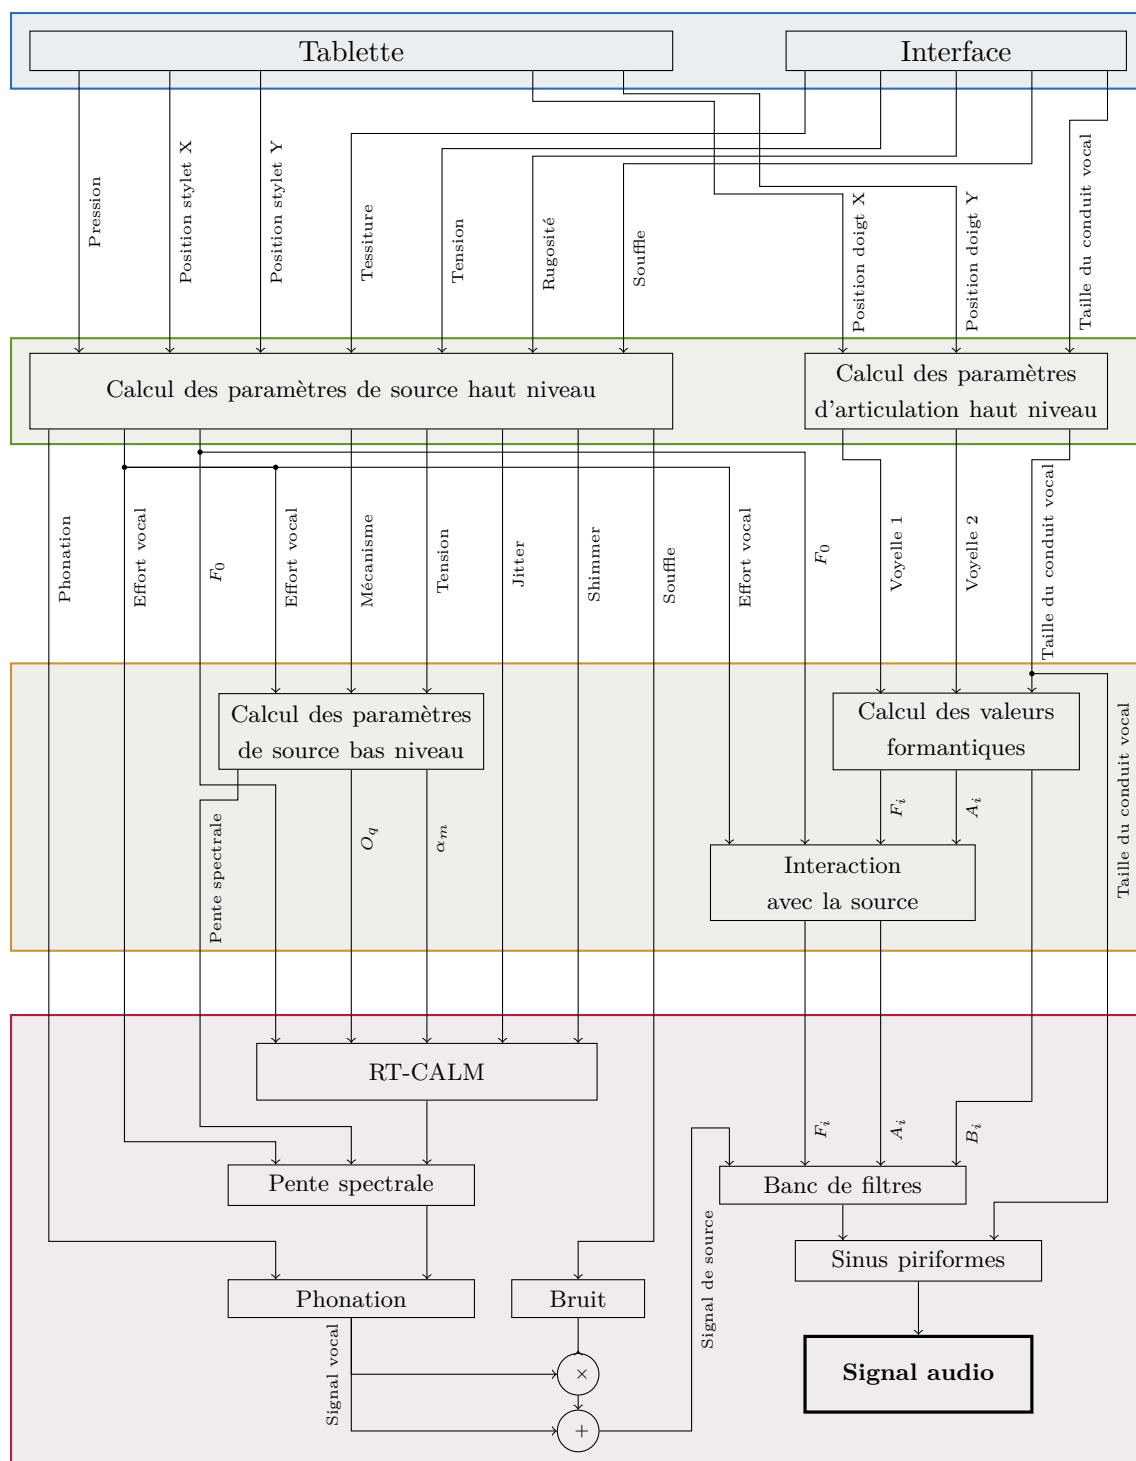 Tablette
Interface
Pression
Position stylet X
Position stylet Y
Tessiture
Tension
Rugosité
Souffle
Position doigt X
Position doigt Y
Taille du conduit vocal
Calcul des paramètres de source haut niveau
Calcul des paramètres
d'articulation haut niveau
Phonation
Effort vocal
F0
Effort vocal
Mécanisme
Tension
Jitter
Shimmer
Souffle
Effort vocal
F0
Voyelle 1
Voyelle 2
Taille du conduit vocal
Calcul des paramètres
de source bas niveau
Calcul des valeurs
formantiques
Pente spectrale
Oq
αm
Fi
Ai
Taille du conduit vocal
Interaction
avec la source
RT-CALM
Fi
Ai
Bi
Pente spectrale
Banc de filtres
Signal de source
Sinus piriformes
Phonation
Bruit
Signal vocal
×
+
Signal audio